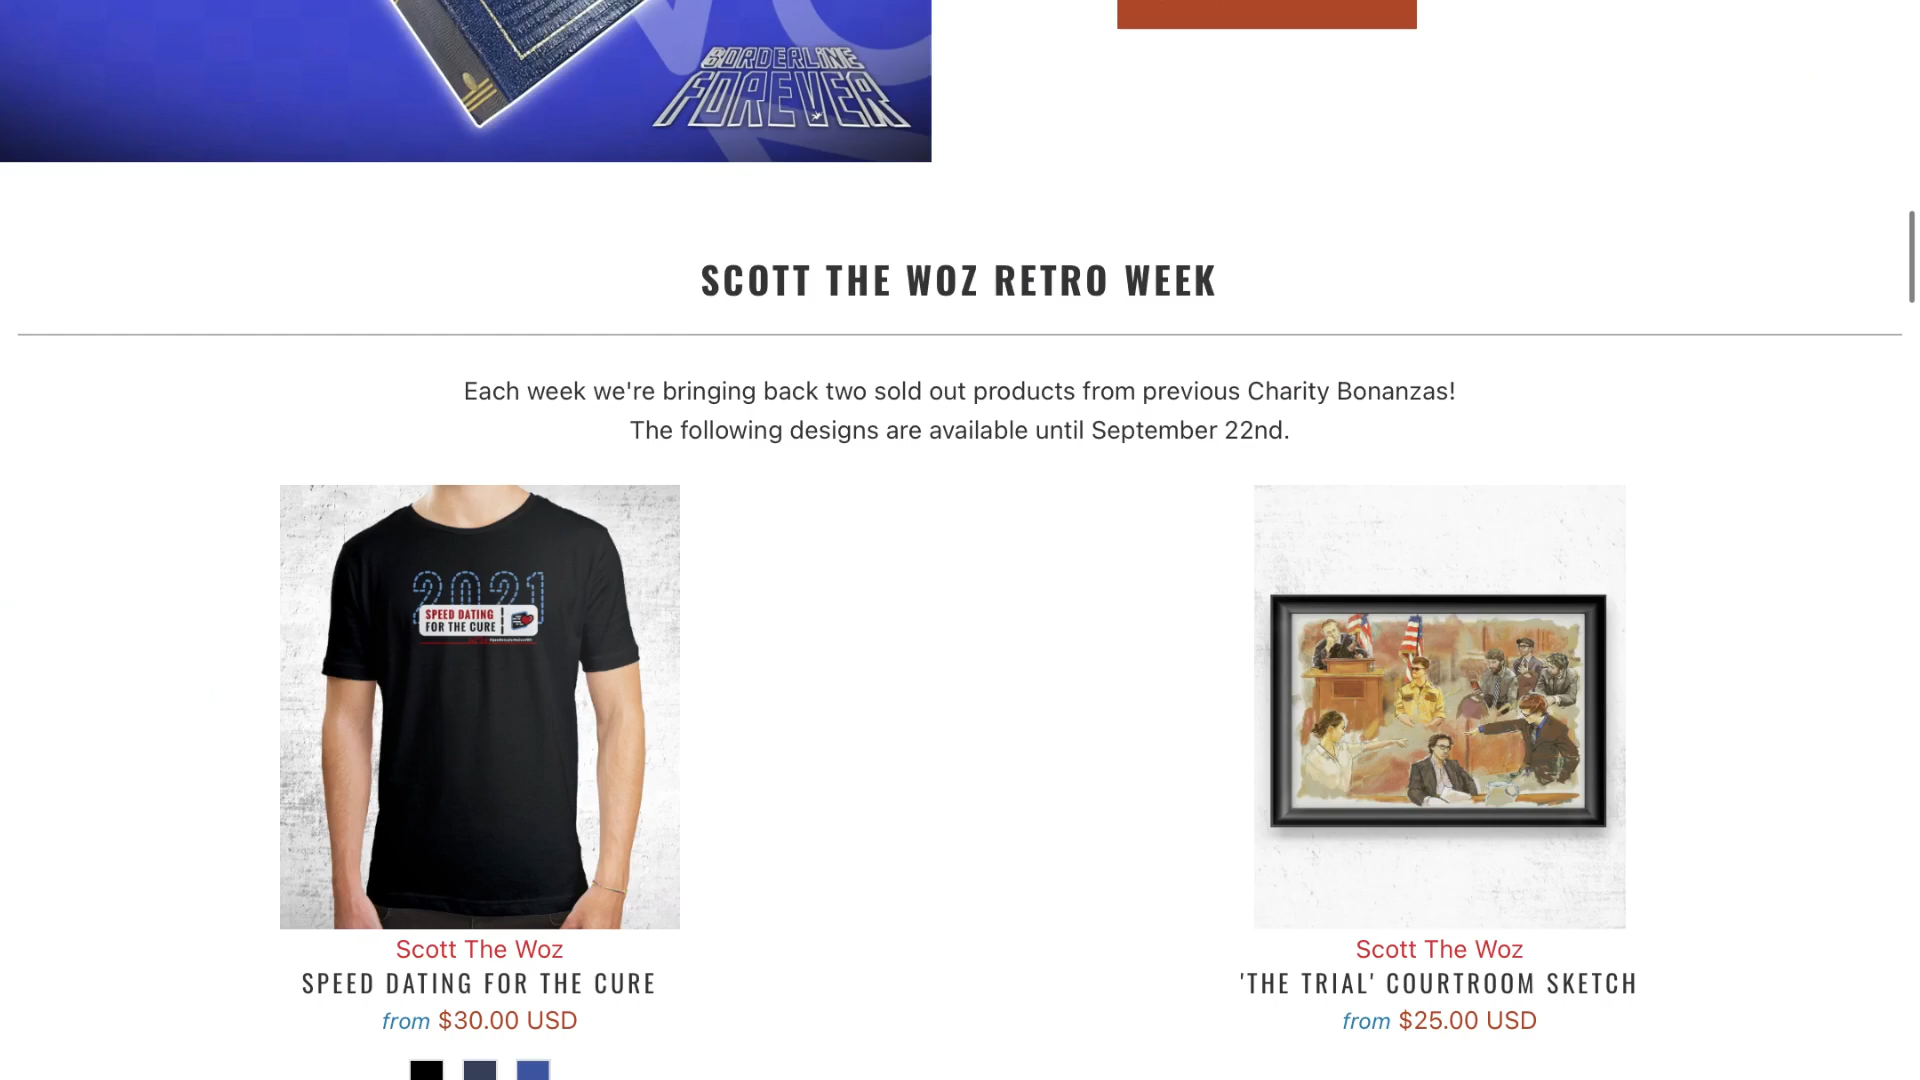 BORDERLINE
FOREVER
SCOTT THE WOZ RETRO WEEK
Each week we're bringing back two sold out products from previous Charity Bonanzas!
The following designs are available until September 22nd.
2021
SPEED DATING
FOR THE CURE
Scott The Woz
SPEED DATING FOR THE CURE
from $30.00 USD
Scott The Woz
'THE TRIAL' COURTROOM SKETCH
from $25.00 USD